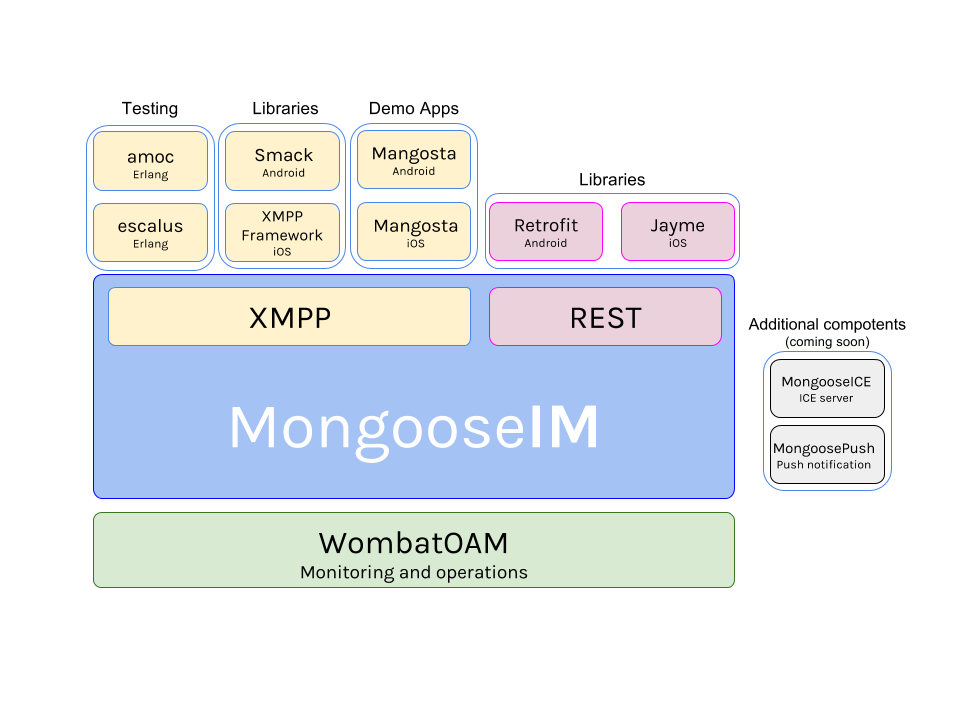 Testing
amoc
Erlang
escalus
Erlang
Libraries
Smack
Android
XMPP
Framework
iOS
Demo Apps
Mangosta
Android
Mangosta
iOS
Libraries
Retrofit
Android
Jayme
iOS
XMPP
REST
MongooseIM
Additional compotents
(coming soon)
MongooseICE
ICE server
MongoosePush
Push notification
WombatOAM
Monitoring and operations